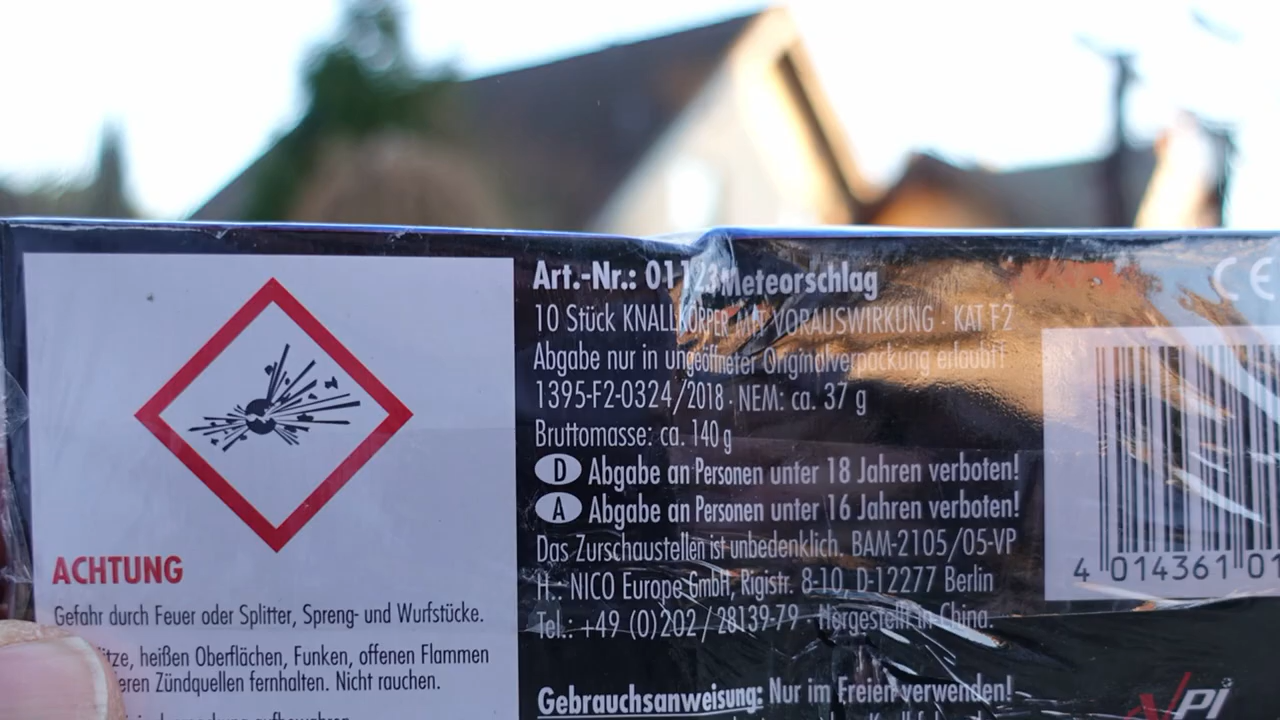 ACHTUNG
Gefahr durch Feuer oder Splitter, Spreng- und Wurfstücke.
heißen Oberflächen, Funken, offenen Flammen
Zündquellen fernhalten. Nicht rauchen.
Art.-Nr.: 01123 Meteorschlag
10 Stück KNALLKÖRPER MIT VORAUSWIRKUNG · KAT F2
Abgabe nur in ungeöffneter Originalverpackung erlaubt!
1395-F2-0324/2018 · NEM: ca. 37 g
Bruttomasse: ca. 140 g
D Abgabe an Personen unter 18 Jahren verboten!
A Abgabe an Personen unter 16 Jahren verboten!
Das Zurschaustellen ist unbedenklich. BAM-2105/05-VP
H.: NICO Europe GmbH, Rigistr. 8-10, D-12277 Berlin
Tel.: +49 (0)202/28139-79 · Hergestellt in China.
Gebrauchsanweisung: Nur im Freien verwenden!
CE
4 014361 01
VPi